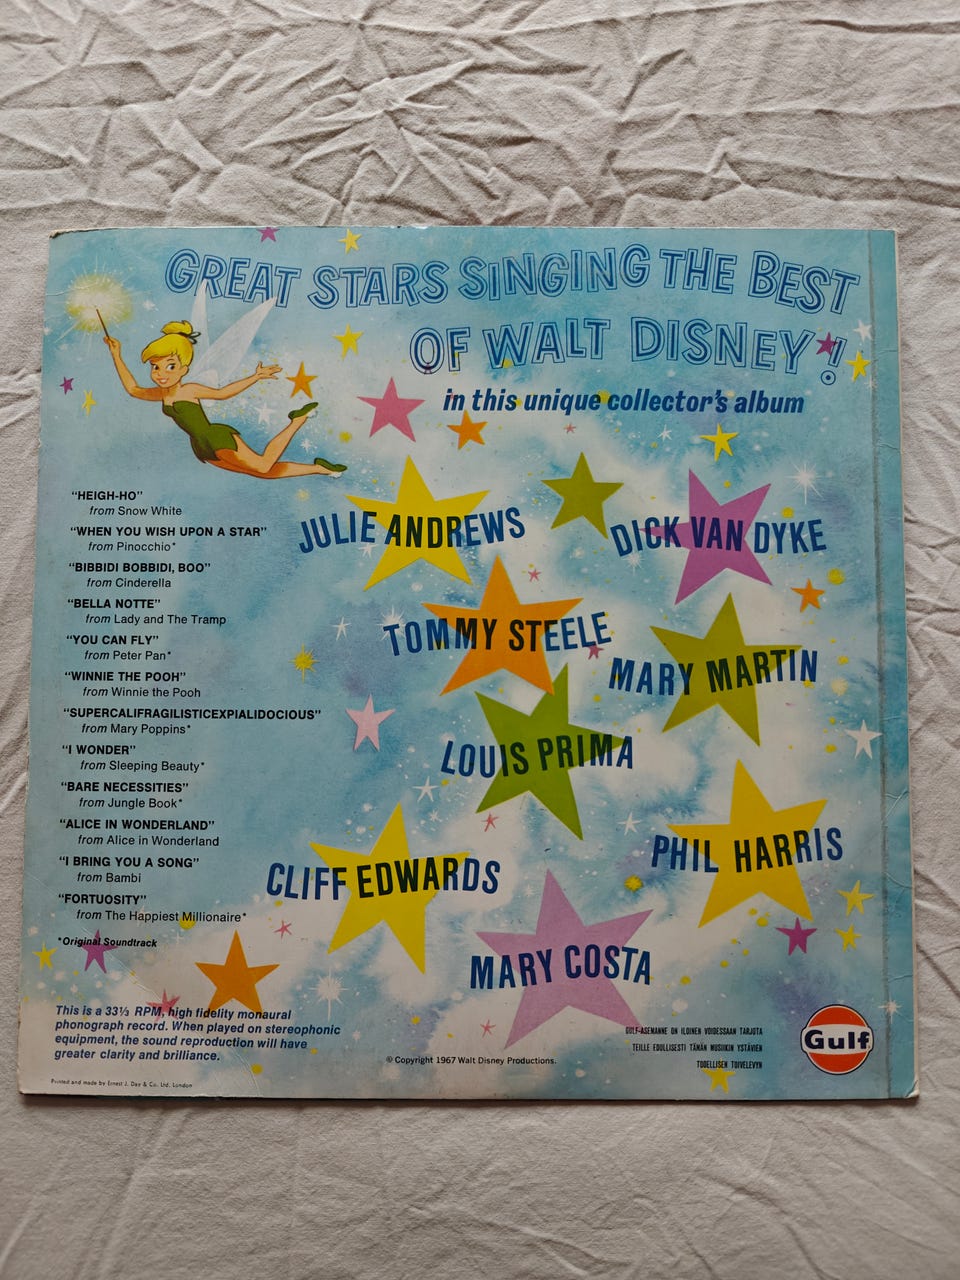 GREAT STARS SINGING THE BEST
OF WALT DISNEY!
in this unique collector's album
"HEIGH-HO"
from Snow White
"WHEN YOU WISH UPON A STAR"
from Pinocchio*
"BIBBIDI BOBBIDI, BOO"
from Cinderella
"BELLA NOTTE"
from Lady and The Tramp
"YOU CAN FLY"
from Peter Pan*
"WINNIE THE POOH"
from Winnie the Pooh
"SUPERCALIFRAGILISTICEXPIALIDOCIOUS"
from Mary Poppins*
"I WONDER"
from Sleeping Beauty*
"BARE NECESSITIES"
from Jungle Book*
"ALICE IN WONDERLAND"
from Alice in Wonderland
"I BRING YOU A SONG"
from Bambi
"FORTUOSITY"
from The Happiest Millionaire*
*Original Soundtrack
JULIE ANDREWS
DICK VAN DYKE
TOMMY STEELE
MARY MARTIN
LOUIS PRIMA
PHIL HARRIS
CLIFF EDWARDS
MARY COSTA
This is a 33⅓ RPM, high fidelity monaural
phonograph record. When played on stereophonic
equipment, the sound reproduction will have
greater clarity and brilliance.
Printed and made by Ernest J. Day & Co. Ltd. London
© Copyright 1967 Walt Disney Productions.
GULF-ASEMANNE ON ILOINEN VOIDESSAAN TARJOTA
TEILLE EDULLISESTI TÄMÄN MUSIIKIN YSTÄVIEN
TODELLISEN TOIVELEVYN
Gulf